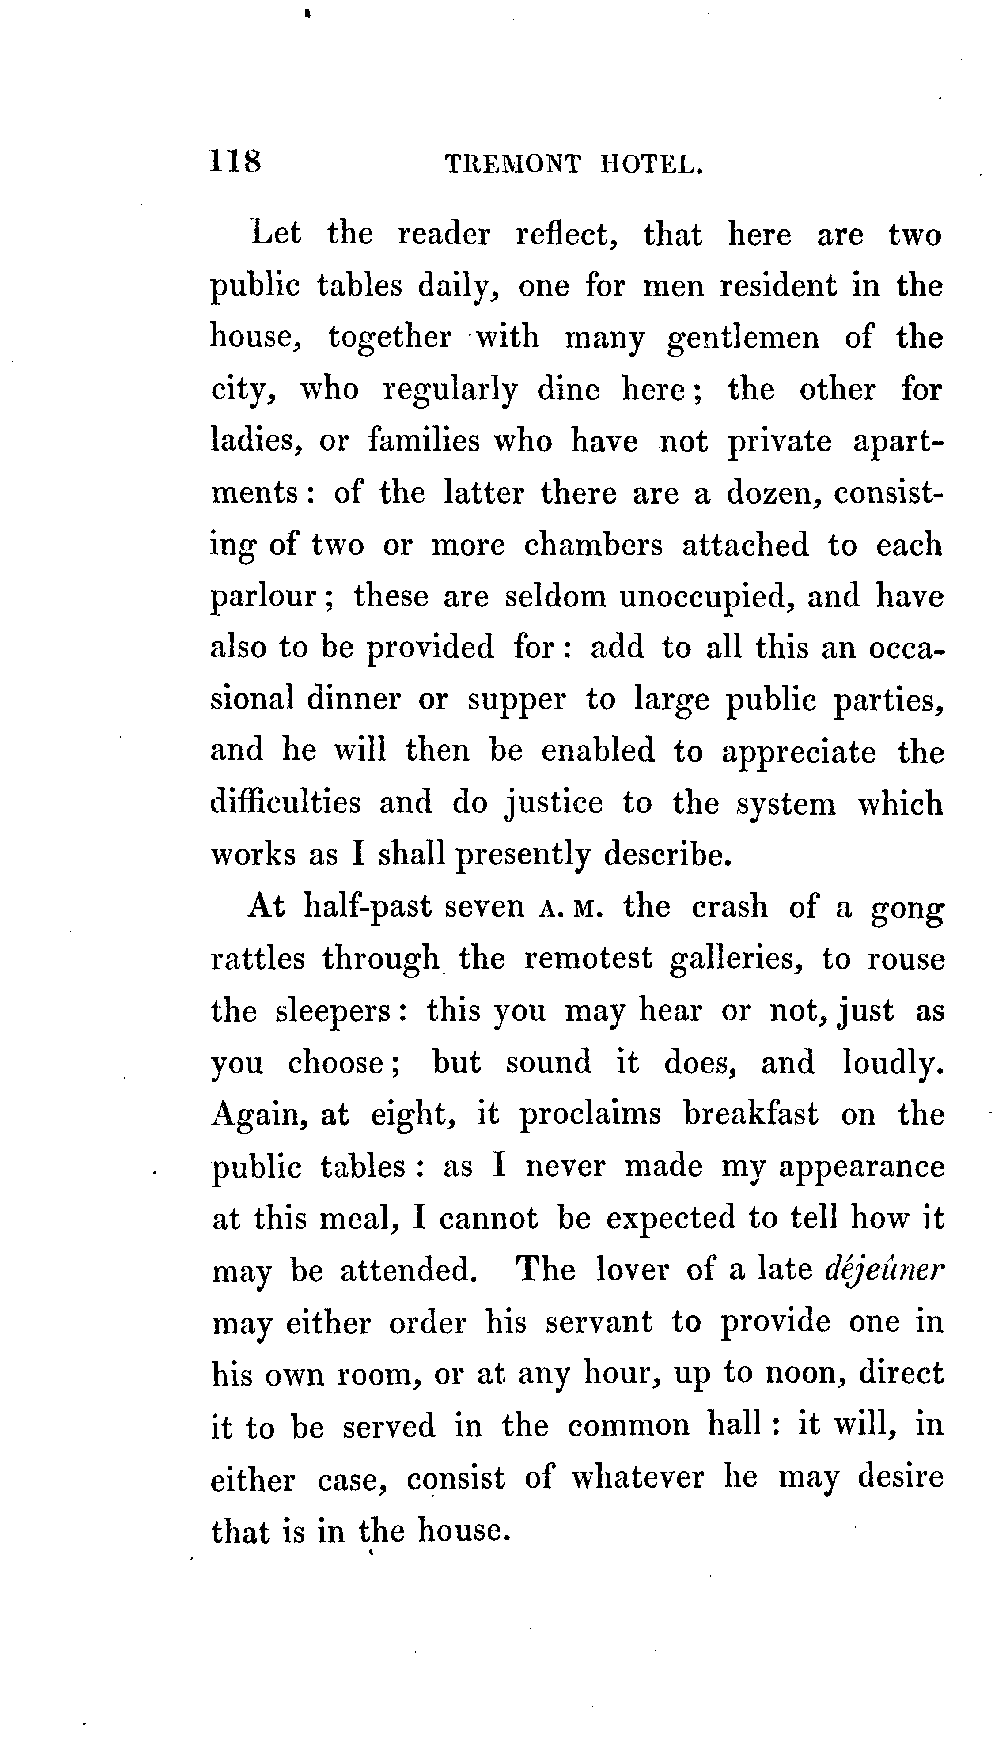 118 TREMONT HOTEL.
Let the reader reflect, that here are two
public tables daily, one for men resident in the
house, together with many gentlemen of the
city, who regularly dine here; the other for
ladies, or families who have not private apart-
ments: of the latter there are a dozen, consist-
ing of two or more chambers attached to each
parlour; these are seldom unoccupied, and have
also to be provided for: add to all this an occa-
sional dinner or supper to large public parties,
and he will then be enabled to appreciate the
difficulties and do justice to the system which
works as I shall presently describe.
At half-past seven A. M. the crash of a gong
rattles through the remotest galleries, to rouse
the sleepers: this you may hear or not, just as
you choose; but sound it does, and loudly.
Again, at eight, it proclaims breakfast on the
public tables: as I never made my appearance
at this meal, I cannot be expected to tell how it
may be attended. The lover of a late déjeûner
may either order his servant to provide one in
his own room, or at any hour, up to noon, direct
it to be served in the common hall: it will, in
either case, consist of whatever he may desire
that is in the house.